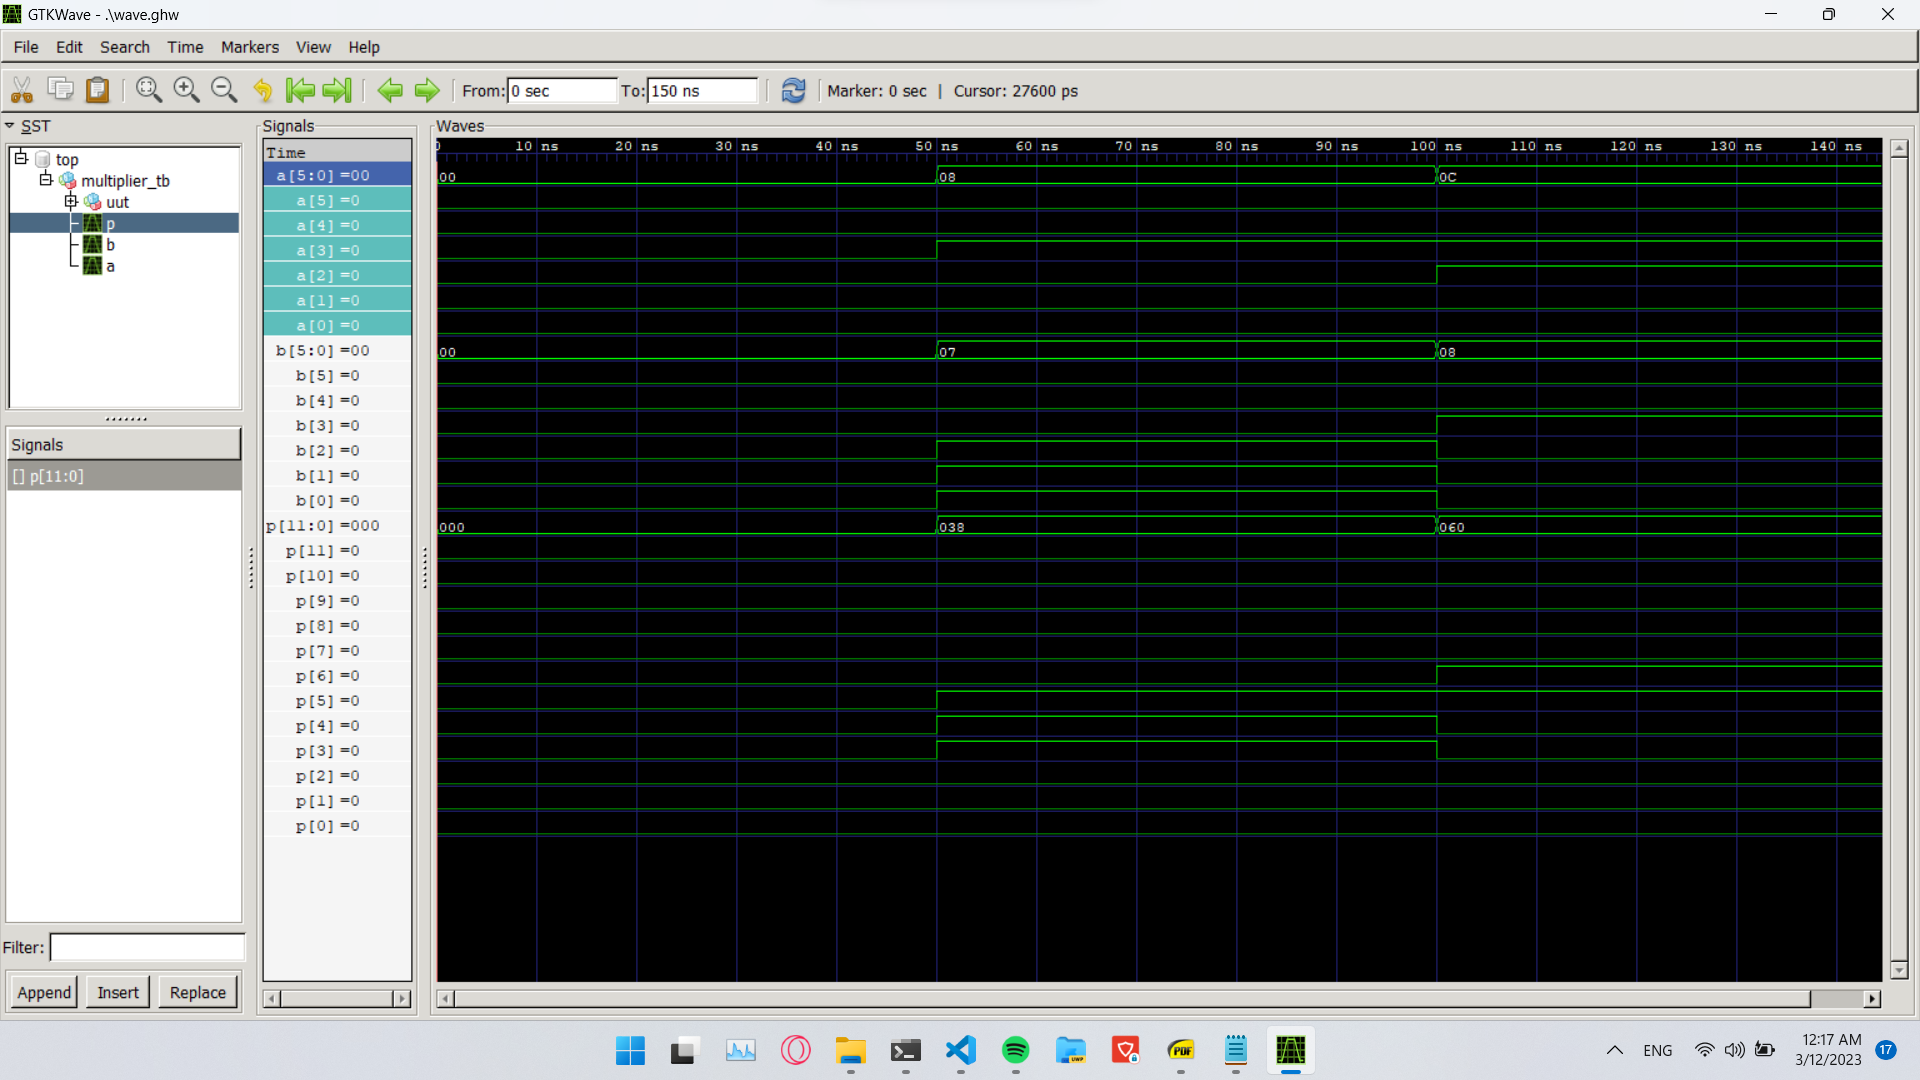 GTKWave - .\wave.ghw
File Edit Search Time Markers View Help
From: 0 sec To: 150 ns Marker: 0 sec | Cursor: 27600 ps
SST
top
multiplier_tb
uut
p
b
a
Signals
[] p[11:0]
Filter:
Append Insert Replace
Signals
Time
a[5:0] =00
a[5] =0
a[4] =0
a[3] =0
a[2] =0
a[1] =0
a[0] =0
b[5:0] =00
b[5] =0
b[4] =0
b[3] =0
b[2] =0
b[1] =0
b[0] =0
p[11:0] =000
p[11] =0
p[10] =0
p[9] =0
p[8] =0
p[7] =0
p[6] =0
p[5] =0
p[4] =0
p[3] =0
p[2] =0
p[1] =0
p[0] =0
Waves
10 ns 20 ns 30 ns 40 ns 50 ns 60 ns 70 ns 80 ns 90 ns 100 ns 110 ns 120 ns 130 ns 140 ns
00 08 0C
00 07 08
000 038 060
UWP
PDF
ENG
12:17 AM
3/12/2023
17